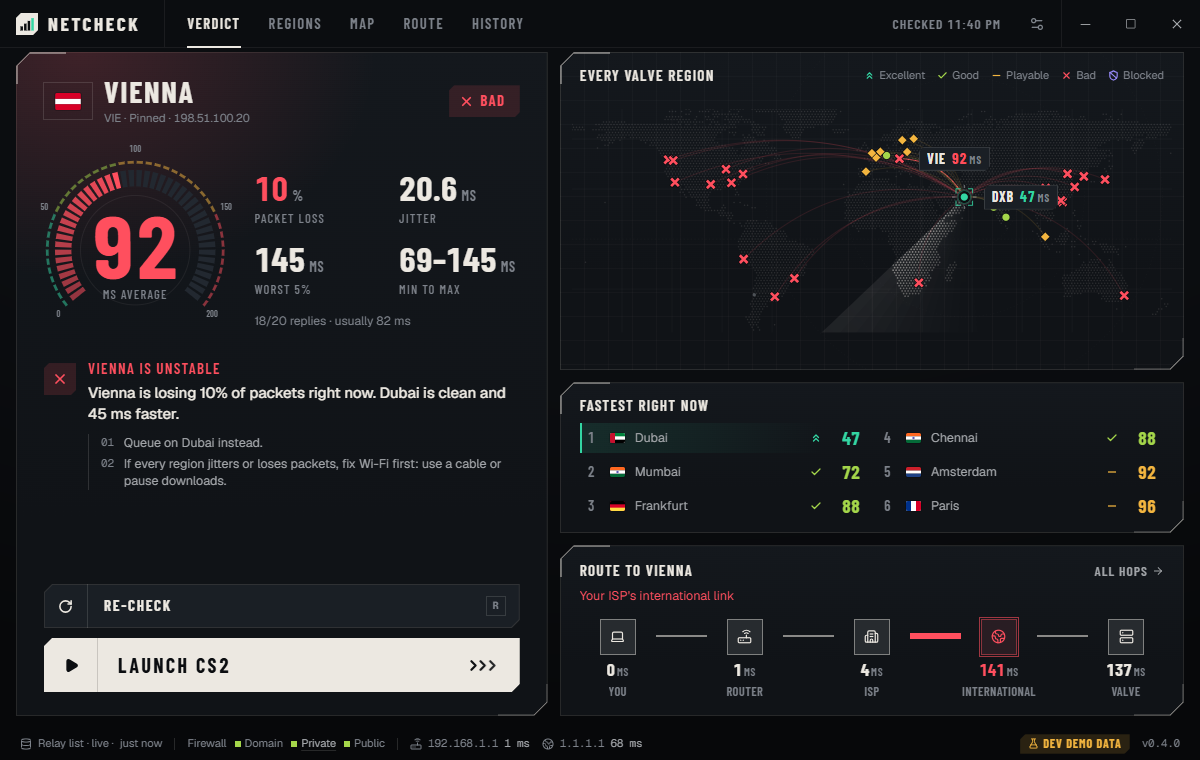 NETCHECK
VERDICT REGIONS MAP ROUTE HISTORY
CHECKED 11:40 PM
VIENNA
VIE · Pinned · 198.51.100.20
BAD
0
50
100
150
200
92
MS AVERAGE
10 %
PACKET LOSS
20.6 MS
JITTER
145 MS
WORST 5%
69–145 MS
MIN TO MAX
18/20 replies · usually 82 ms
VIENNA IS UNSTABLE
Vienna is losing 10% of packets right now. Dubai is clean and
45 ms faster.
01 Queue on Dubai instead.
02 If every region jitters or loses packets, fix Wi-Fi first: use a cable or
pause downloads.
RE-CHECK
R
LAUNCH CS2
EVERY VALVE REGION
Excellent Good Playable Bad Blocked
VIE 92 MS
DXB 47 MS
FASTEST RIGHT NOW
1 Dubai 47
2 Mumbai 72
3 Frankfurt 88
4 Chennai 88
5 Amsterdam 92
6 Paris 96
ROUTE TO VIENNA
ALL HOPS
Your ISP's international link
0 MS
YOU
1 MS
ROUTER
4 MS
ISP
141 MS
INTERNATIONAL
137 MS
VALVE
Relay list · live · just now
Firewall Domain Private Public
192.168.1.1 1 ms
1.1.1.1 68 ms
DEV DEMO DATA
v0.4.0